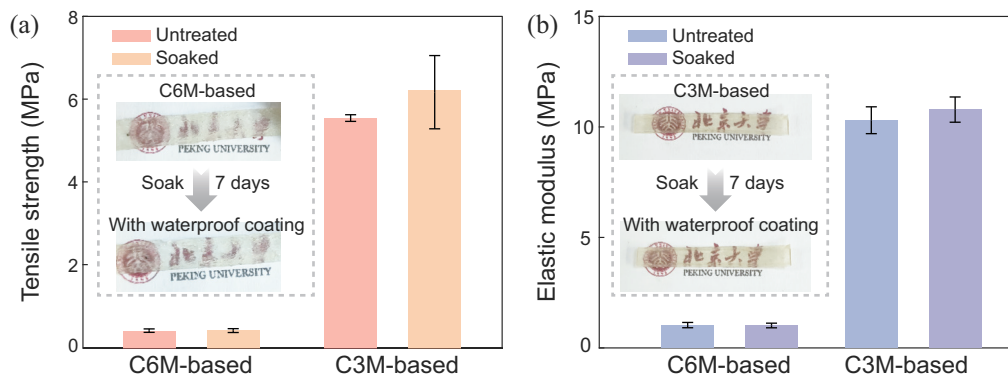 (a)
Tensile strength (MPa)
8
6
4
2
0
Untreated
Soaked
C6M-based
北京大学
PEKING UNIVERSITY
Soak 7 days
With waterproof coating
北京大学
PEKING UNIVERSITY
C6M-based C3M-based
(b)
Elastic modulus (MPa)
15
10
5
0
Untreated
Soaked
C3M-based
北京大学
PEKING UNIVERSITY
Soak 7 days
With waterproof coating
北京大学
PEKING UNIVERSITY
C6M-based C3M-based